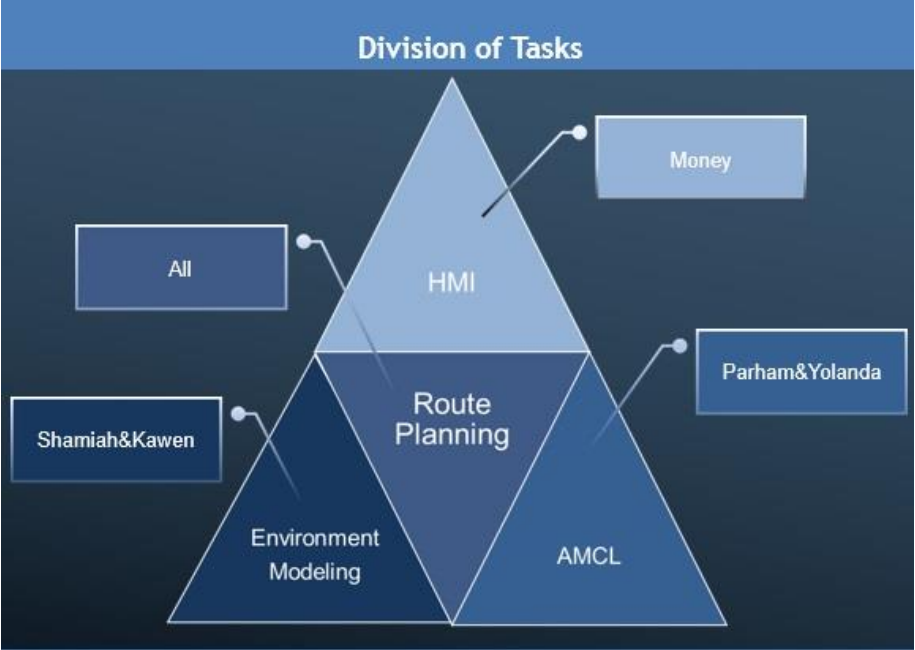 Division of Tasks
Money
All
HMI
Parham&Yolanda
Route
Planning
Shamiah&Kawen
Environment
Modeling
AMCL